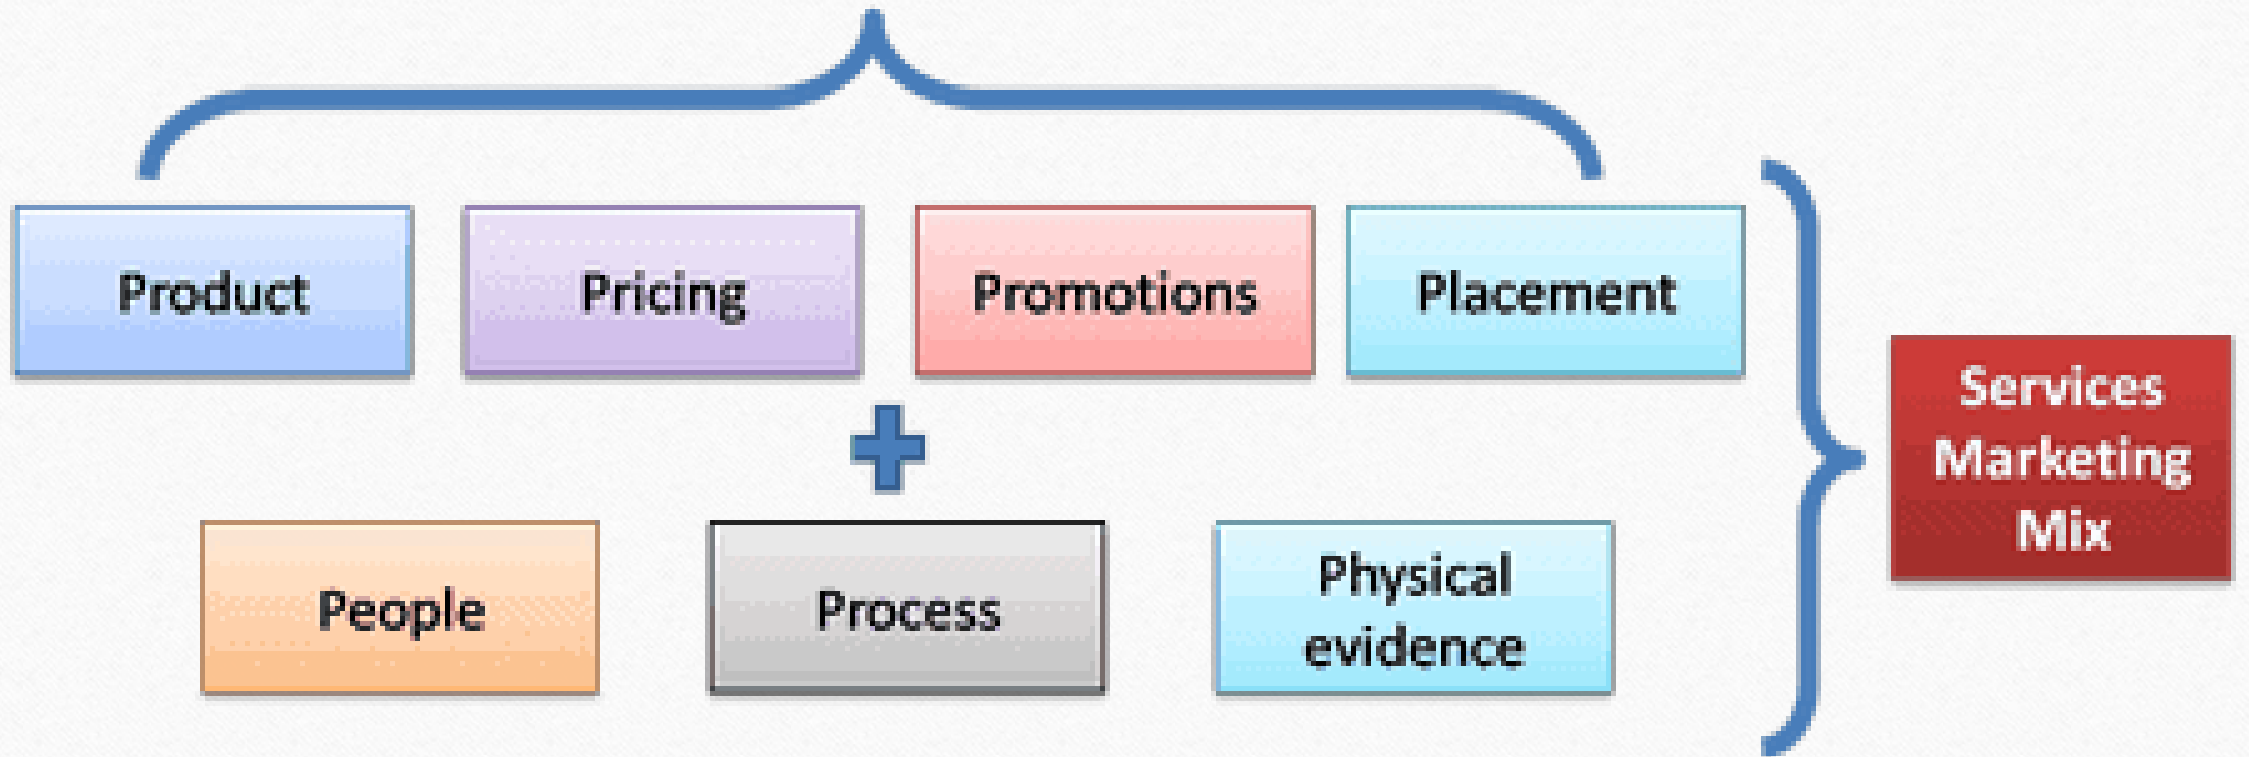 Product
Pricing
Promotions
Placement
People
Process
Physical
evidence
Services
Marketing
Mix